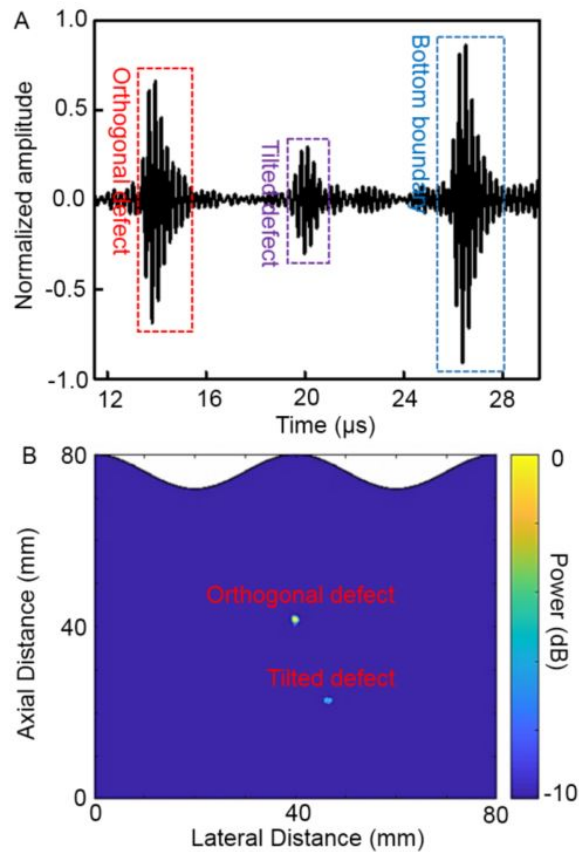 A
1.0
0.5
0.0
-0.5
-1.0
Normalized amplitude
Orthogonal defect
Tilted defect
Bottom boundary
12
16
20
24
28
Time (µs)
B
80
40
0
Axial Distance (mm)
Orthogonal defect
Tilted defect
0
40
80
Lateral Distance (mm)
0
-10
Power (dB)